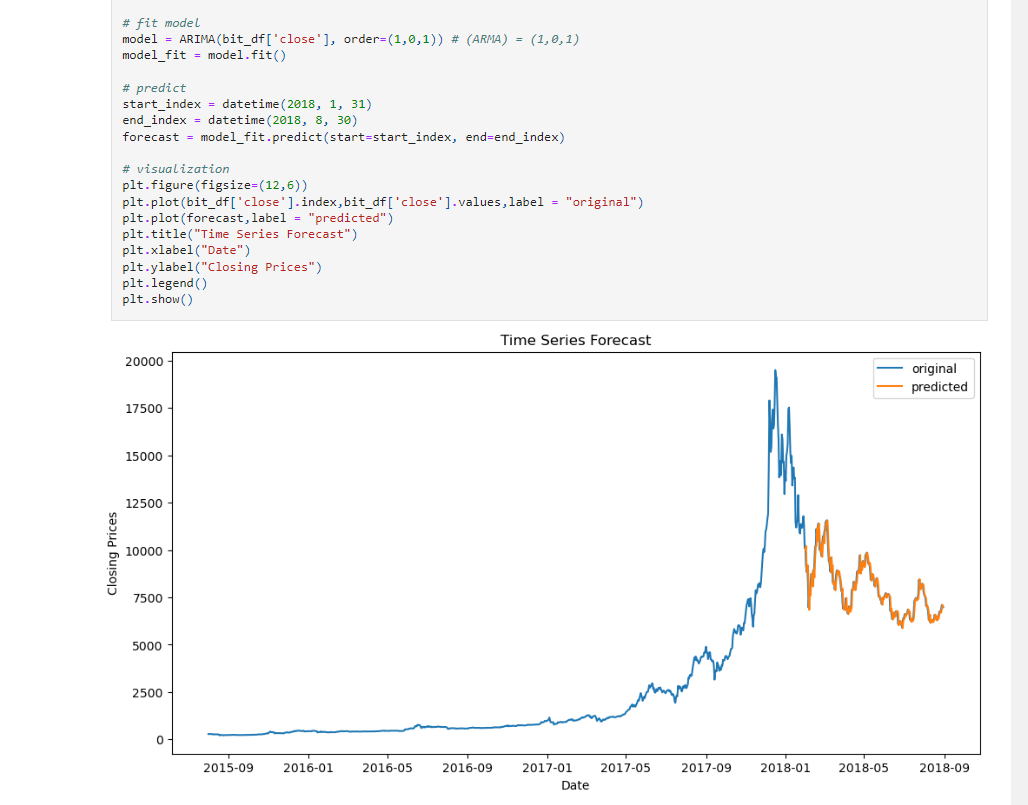 # fit model
model = ARIMA(bit_df['close'], order=(1,0,1)) # (ARMA) = (1,0,1)
model_fit = model.fit()
# predict
start_index = datetime(2018, 1, 31)
end_index = datetime(2018, 8, 30)
forecast = model_fit.predict(start=start_index, end=end_index)
# visualization
plt.figure(figsize=(12,6))
plt.plot(bit_df['close'].index,bit_df['close'].values,label = "original")
plt.plot(forecast,label = "predicted")
plt.title("Time Series Forecast")
plt.xlabel("Date")
plt.ylabel("Closing Prices")
plt.legend()
plt.show()
Time Series Forecast
original
predicted
20000
17500
15000
12500
10000
7500
5000
2500
0
Closing Prices
2015-09 2016-01 2016-05 2016-09 2017-01 2017-05 2017-09 2018-01 2018-05 2018-09
Date